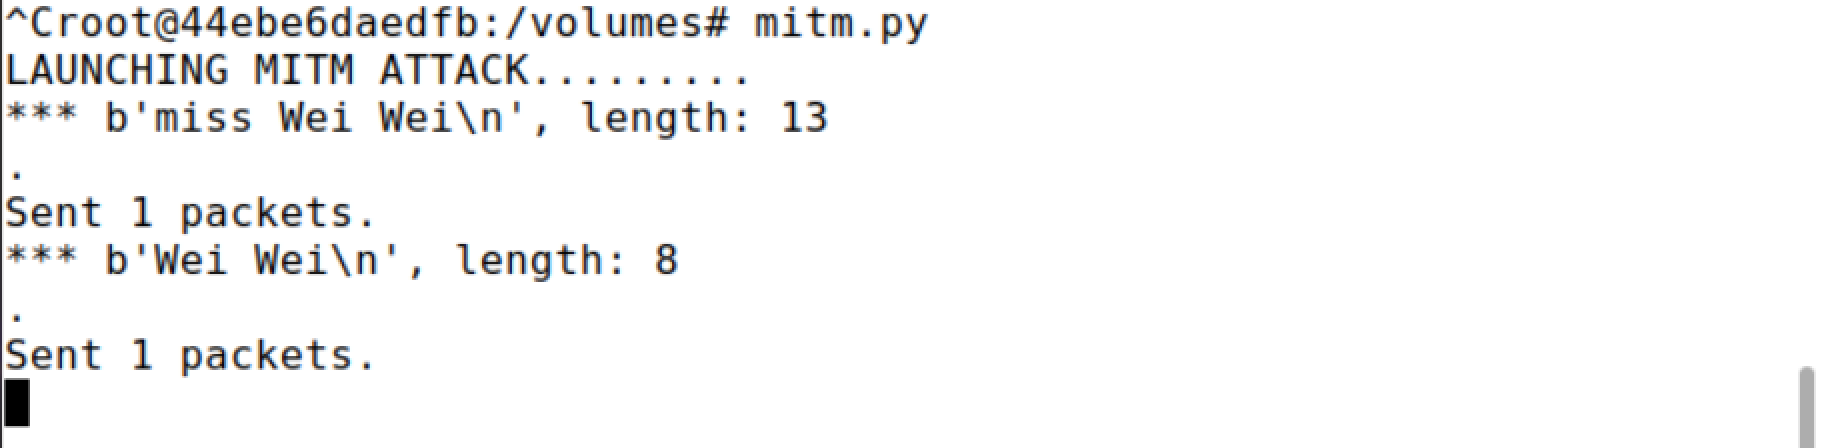 ^Croot@44ebe6daedfb:/volumes# mitm.py
LAUNCHING MITM ATTACK.........
*** b'miss Wei Wei\n', length: 13
.
Sent 1 packets.
*** b'Wei Wei\n', length: 8
.
Sent 1 packets.